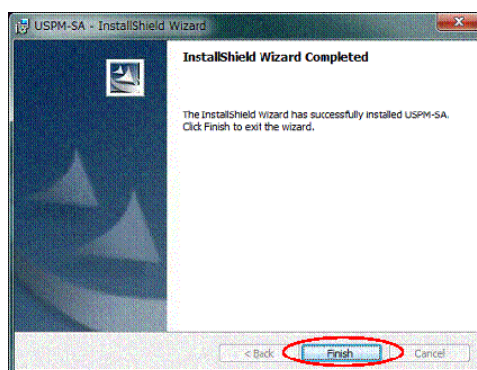 USPM-SA - InstallShield Wizard
InstallShield Wizard Completed
The InstallShield Wizard has successfully installed USPM-SA.
Click Finish to exit the wizard.
< Back Finish Cancel